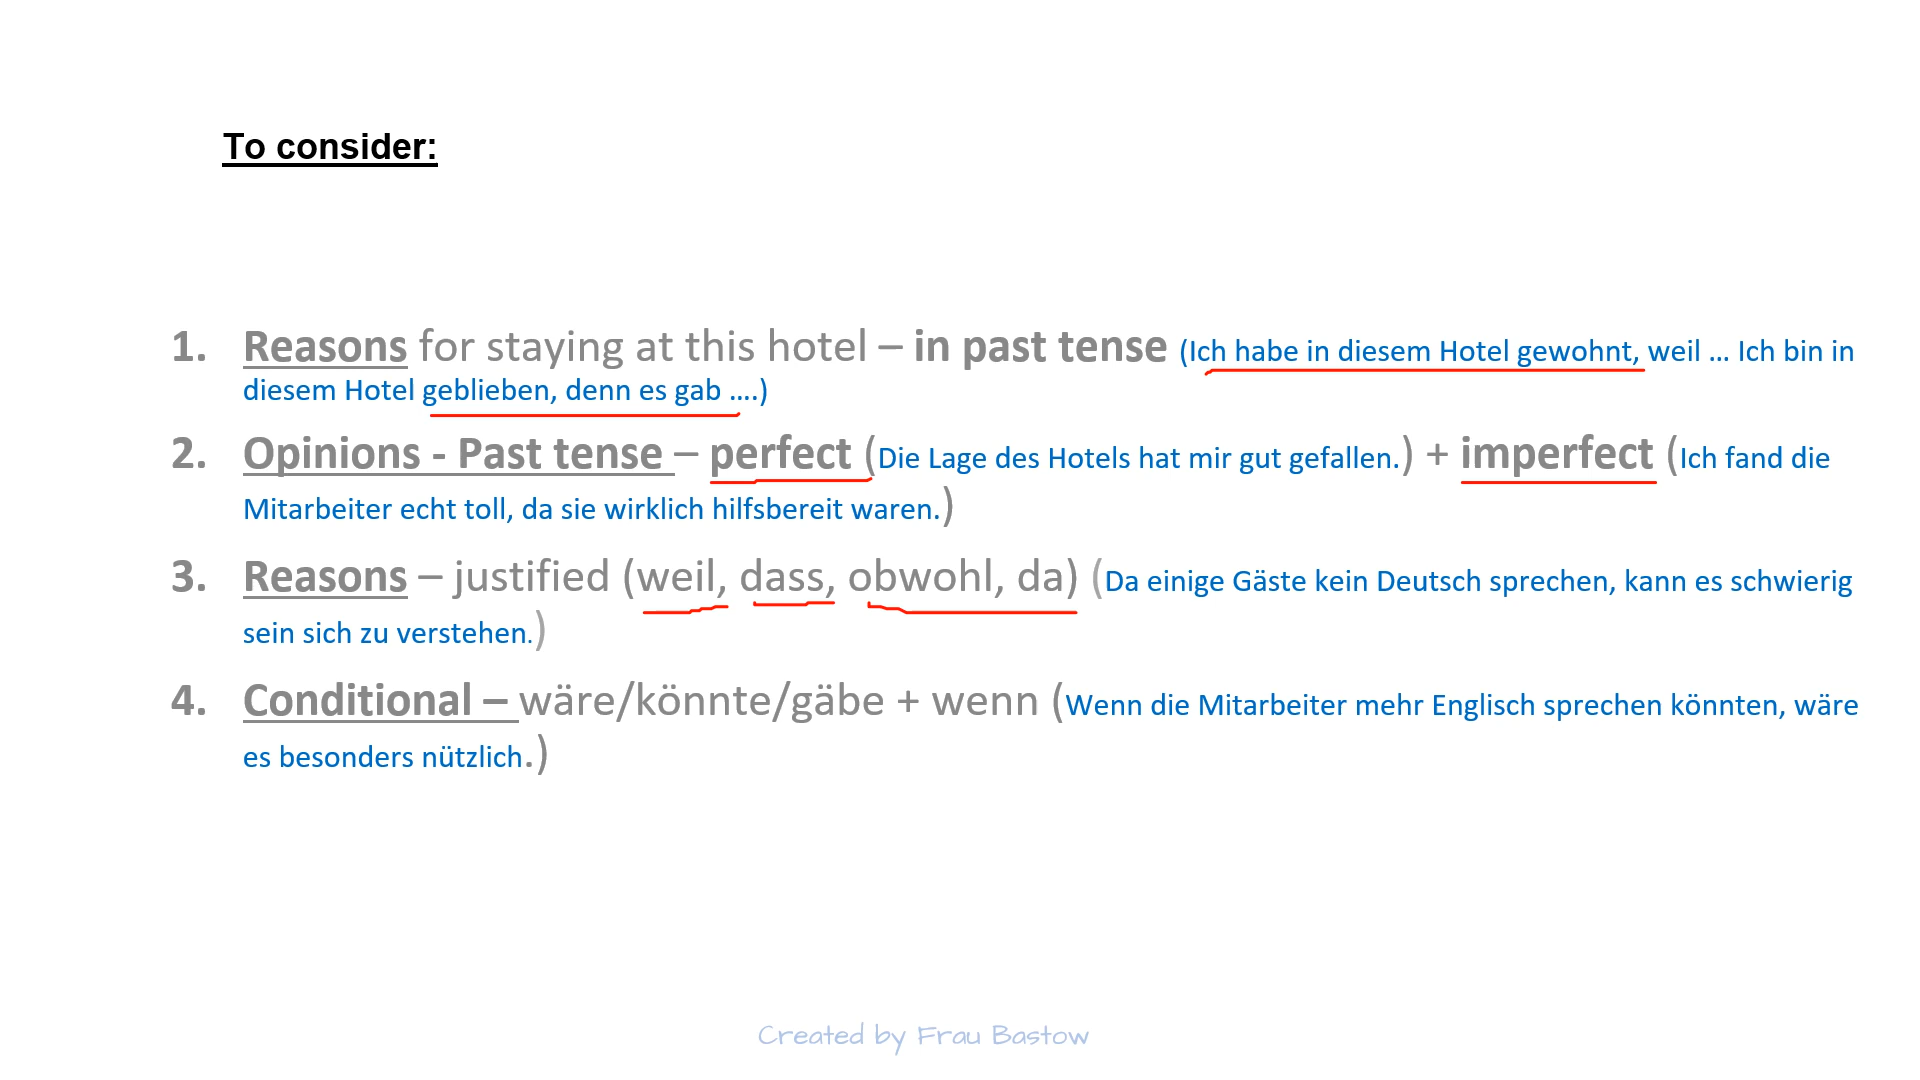 To consider:
1. Reasons for staying at this hotel – in past tense (Ich habe in diesem Hotel gewohnt, weil ... Ich bin in
diesem Hotel geblieben, denn es gab ....)
2. Opinions - Past tense – perfect (Die Lage des Hotels hat mir gut gefallen.) + imperfect (Ich fand die
Mitarbeiter echt toll, da sie wirklich hilfsbereit waren.)
3. Reasons – justified (weil, dass, obwohl, da) (Da einige Gäste kein Deutsch sprechen, kann es schwierig
sein sich zu verstehen.)
4. Conditional – wäre/könnte/gäbe + wenn (Wenn die Mitarbeiter mehr Englisch sprechen könnten, wäre
es besonders nützlich.)
Created by Frau Bastow